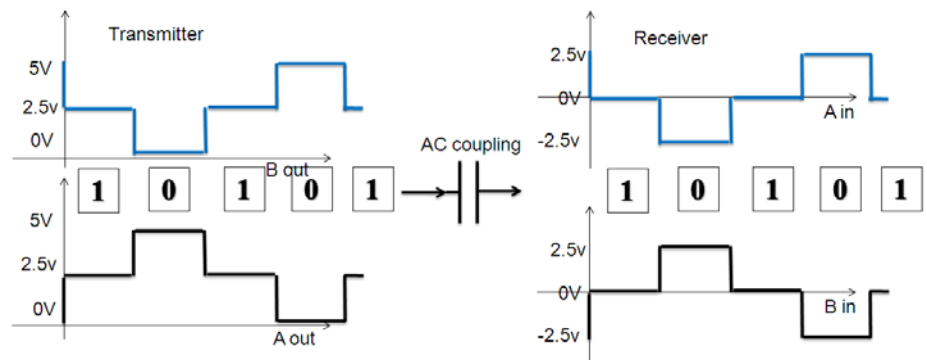 Transmitter
5V
2.5v
0V
B out
1 0 1 0 1
5V
2.5v
0V
A out
AC coupling
Receiver
2.5v
0V
-2.5v
A in
1 0 1 0 1
2.5v
0V
-2.5v
B in